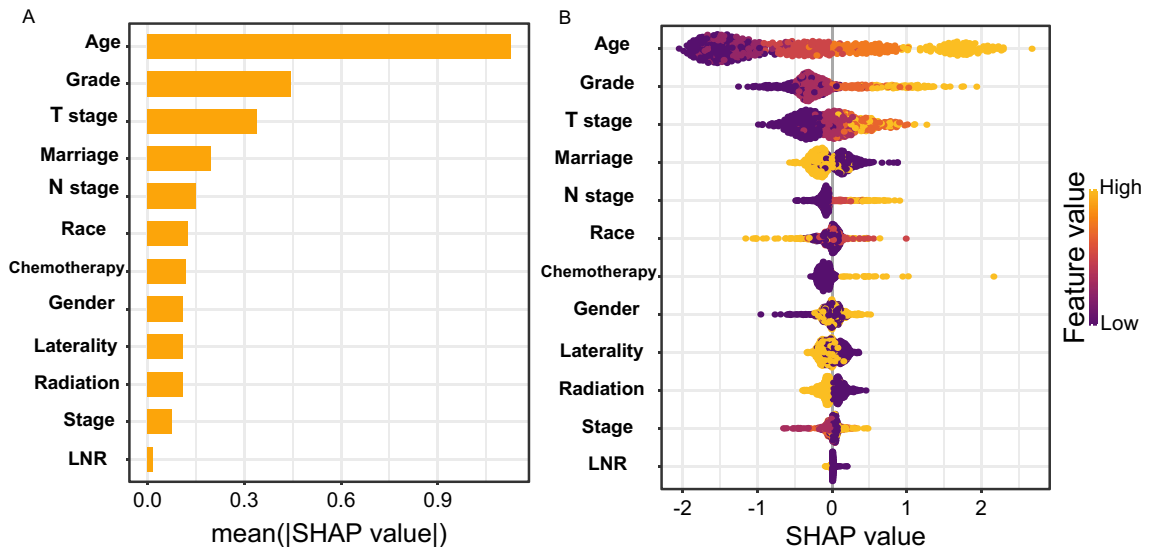 A
Age
Grade
T stage
Marriage
N stage
Race
Chemotherapy
Gender
Laterality
Radiation
Stage
LNR
0.0 0.3 0.6 0.9
mean(|SHAP value|)
B
Age
Grade
T stage
Marriage
N stage
Race
Chemotherapy
Gender
Laterality
Radiation
Stage
LNR
-2 -1 0 1 2
SHAP value
High
Low
Feature value